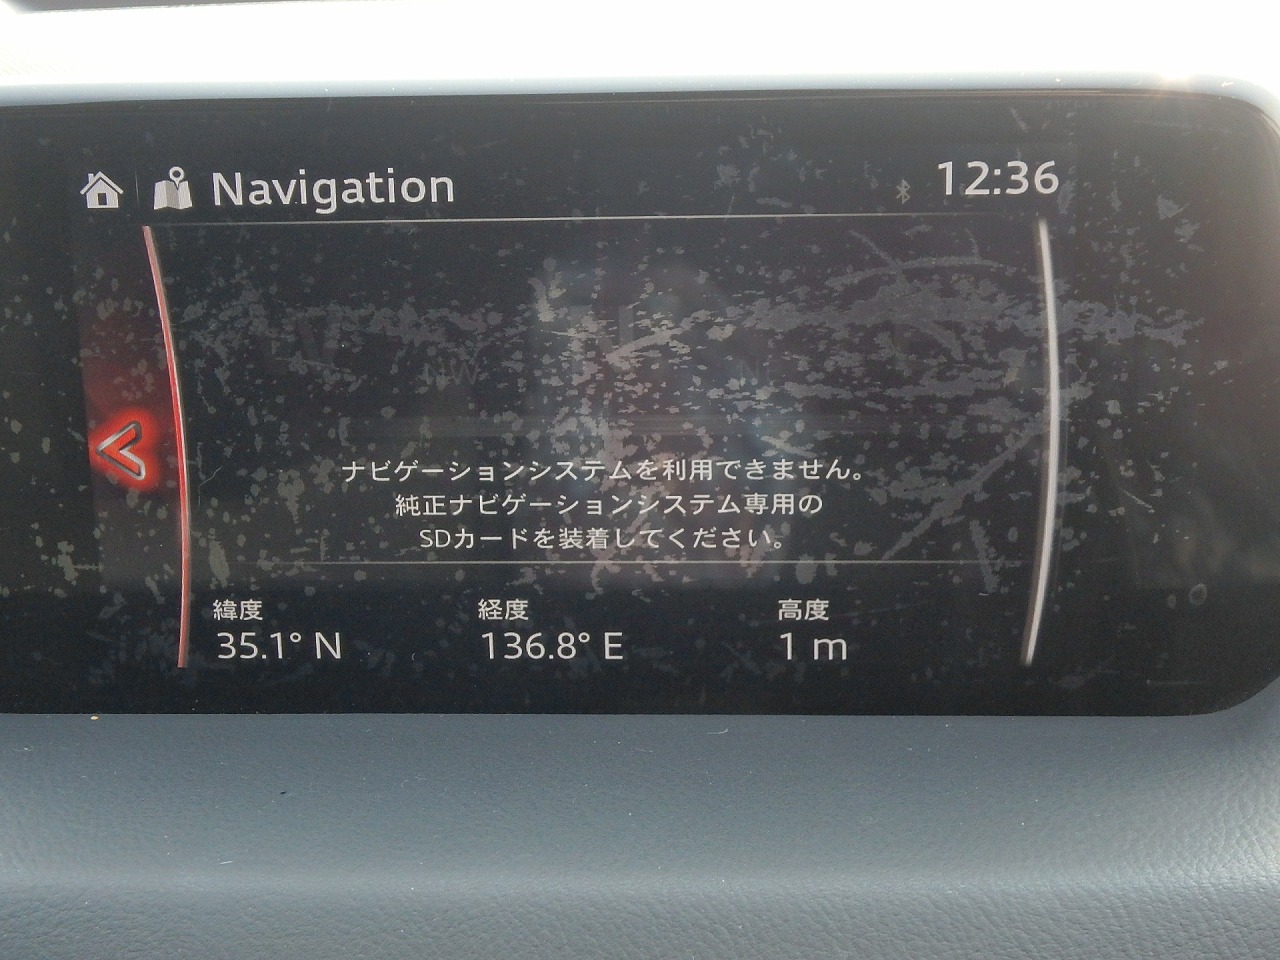 Navigation
12:36
NW
ナビゲーションシステムを利用できません。
純正ナビゲーションシステム専用の
SDカードを装着してください。
緯度 経度 高度
35.1° N 136.8° E 1 m